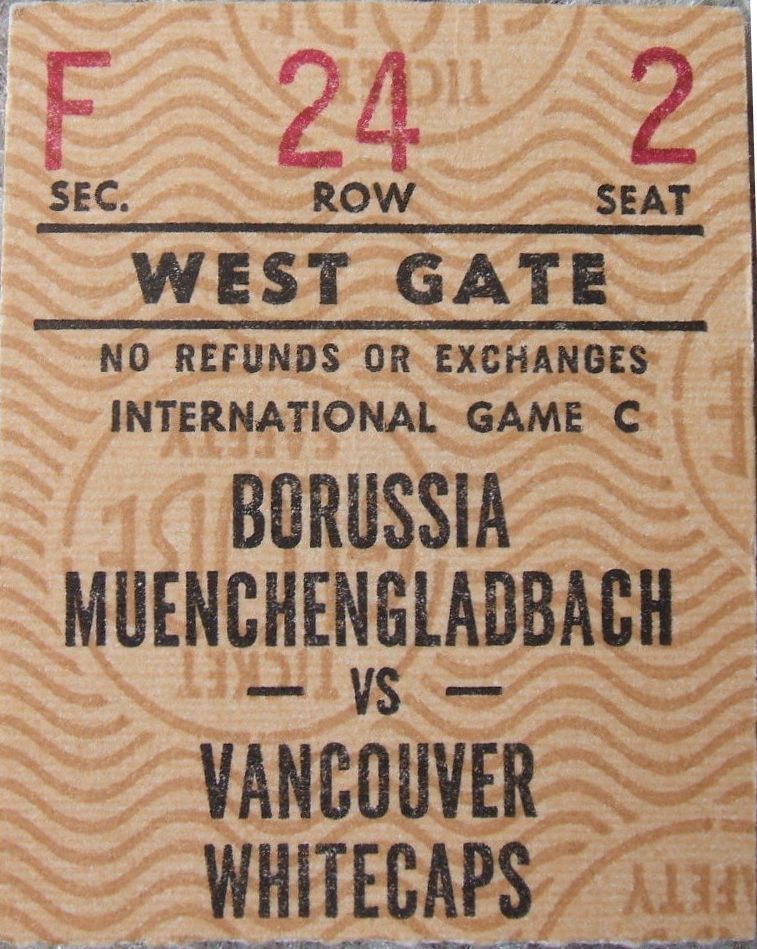 F 24 2
SEC. ROW SEAT
WEST GATE
NO REFUNDS OR EXCHANGES
INTERNATIONAL GAME C
BORUSSIA
MUENCHENGLADBACH
— VS —
VANCOUVER
WHITECAPS